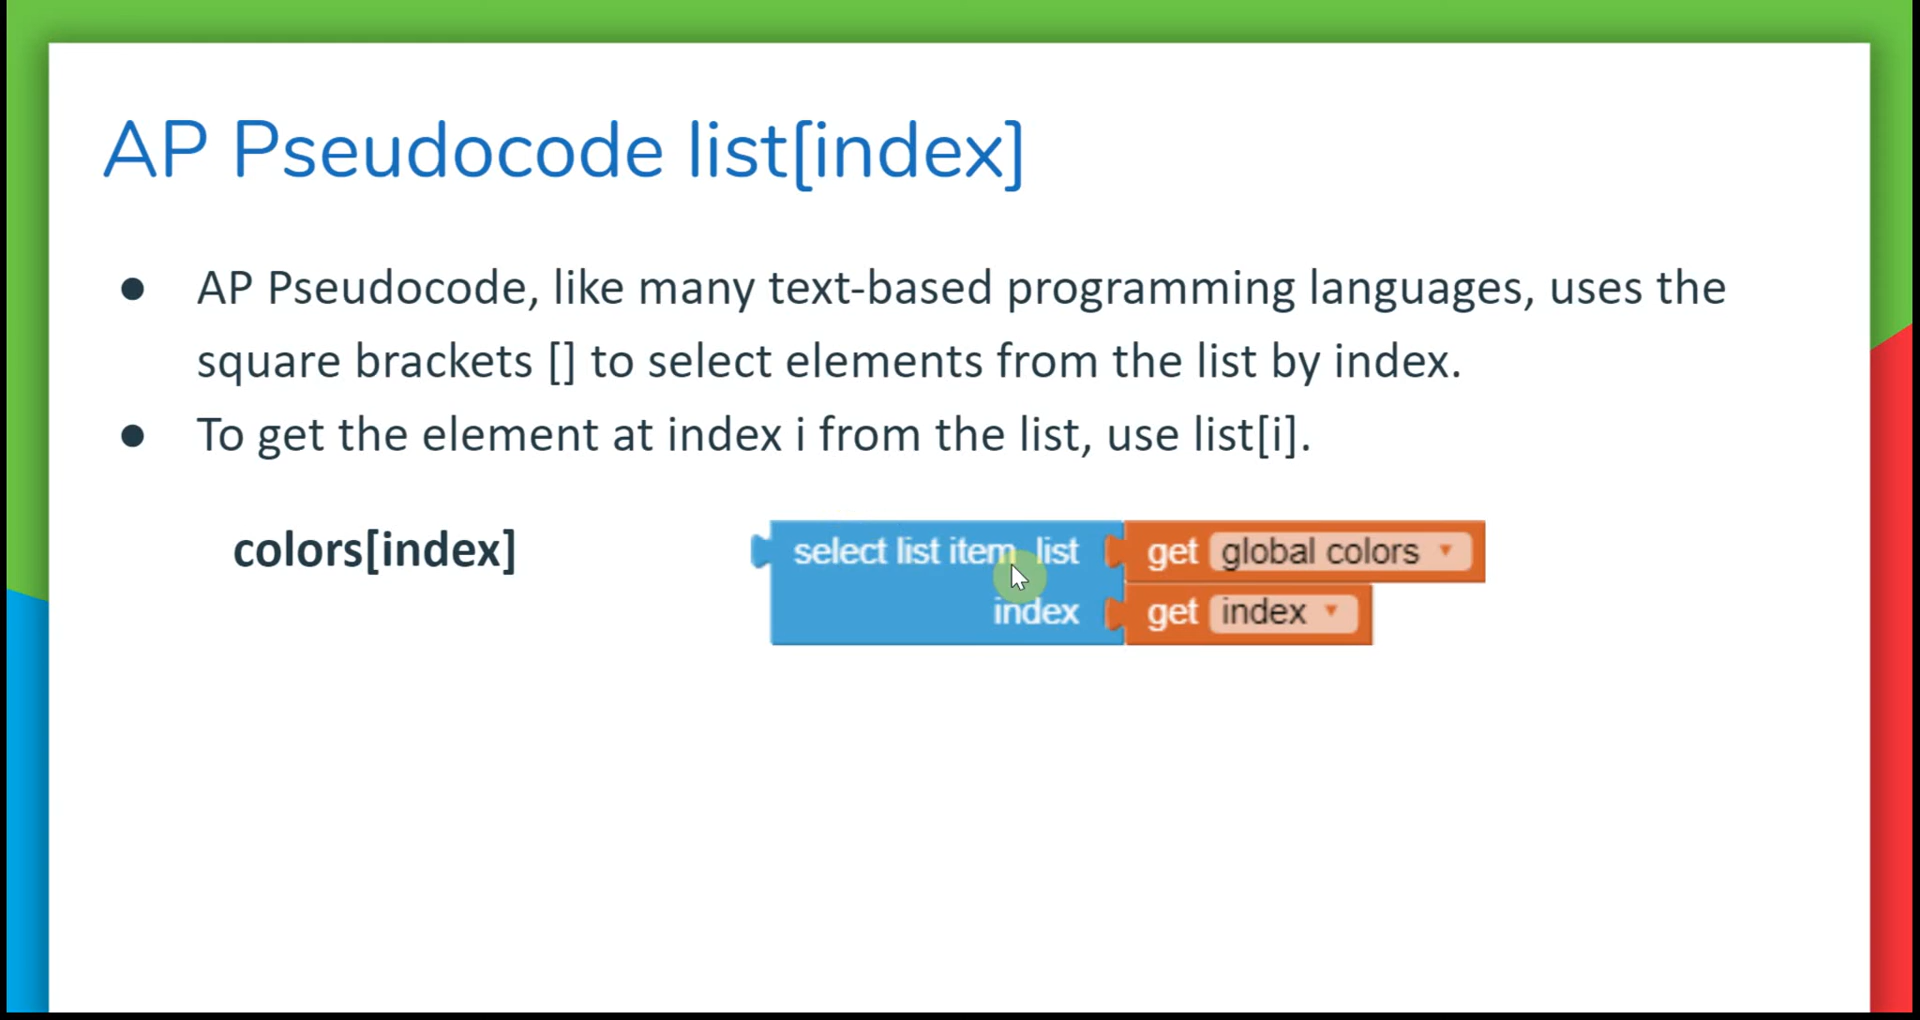 AP Pseudocode list[index]
● AP Pseudocode, like many text-based programming languages, uses the
square brackets [] to select elements from the list by index.
● To get the element at index i from the list, use list[i].
colors[index]
select list item list get global colors
index get index